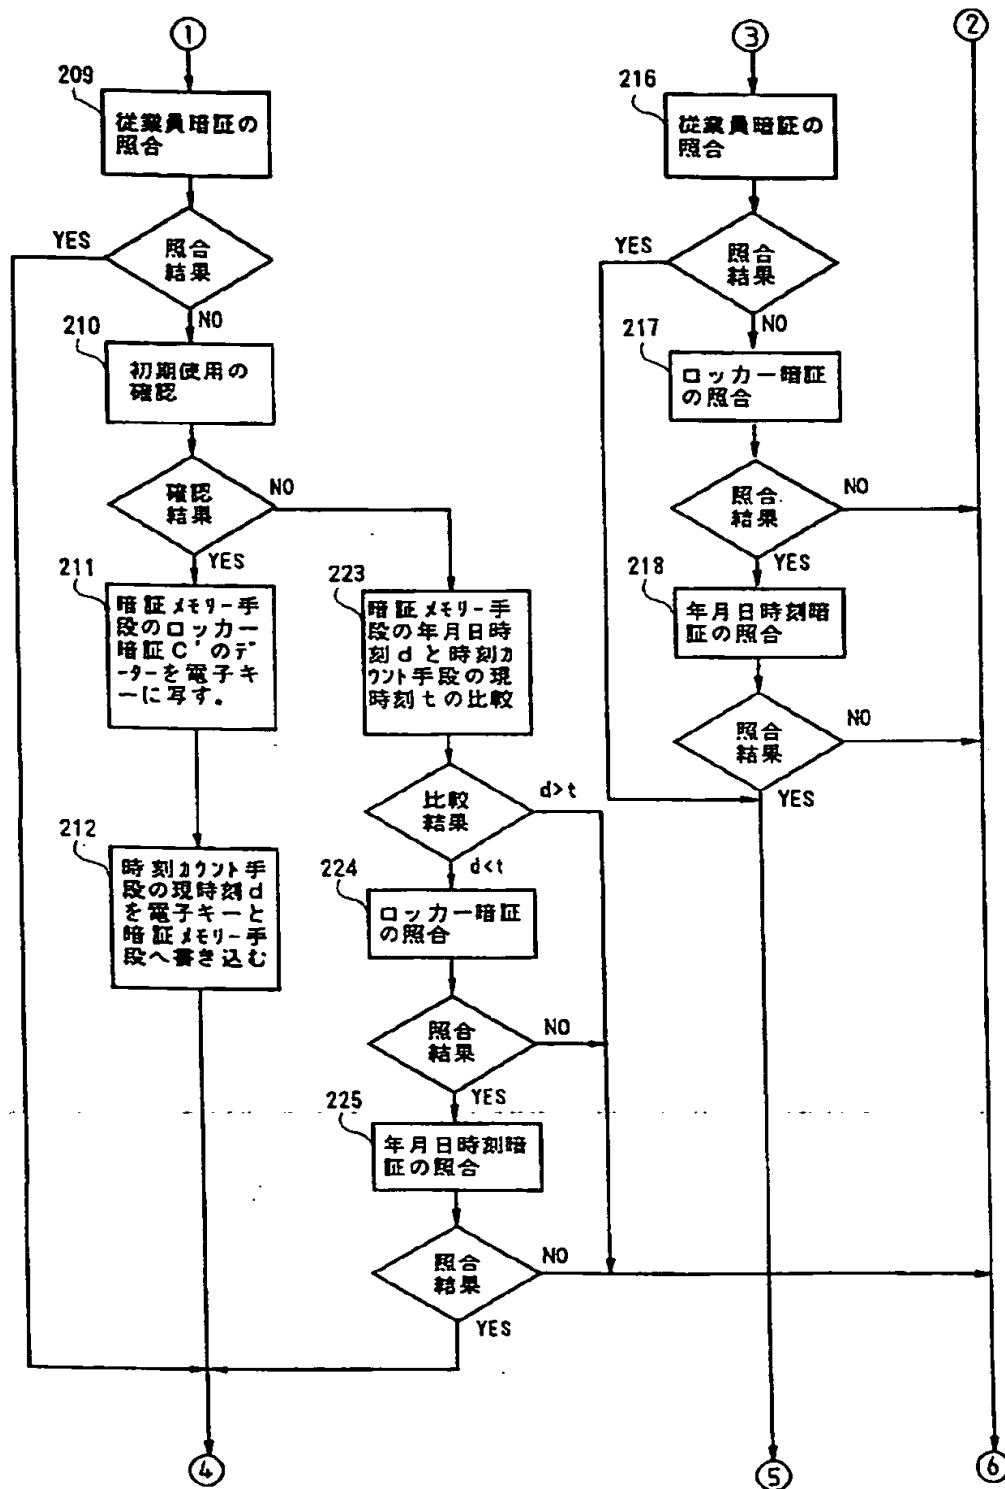 ①
209
従業員暗証の
照合
YES
照合
結果
NO
210
初期使用の
確認
確認
結果
NO
YES
211
暗証メモリー手
段のロッカー
暗証C'のデ
ーターを電子キ
ーに写す。
212
時刻カウント手
段の現時刻d
を電子キーと
暗証メモリー手
段へ書き込む
223
暗証メモリー手
段の年月日時
刻dと時刻カ
ウント手段の現
時刻tの比較
比較
結果
d>t
d<t
224
ロッカー暗証
の照合
照合
結果
NO
YES
225
年月日時刻暗
証の照合
照合
結果
NO
YES
④
③
216
従業員暗証の
照合
YES
照合
結果
NO
217
ロッカー暗証
の照合
照合
結果
NO
YES
218
年月日時刻暗
証の照合
照合
結果
NO
YES
⑤
②
⑥